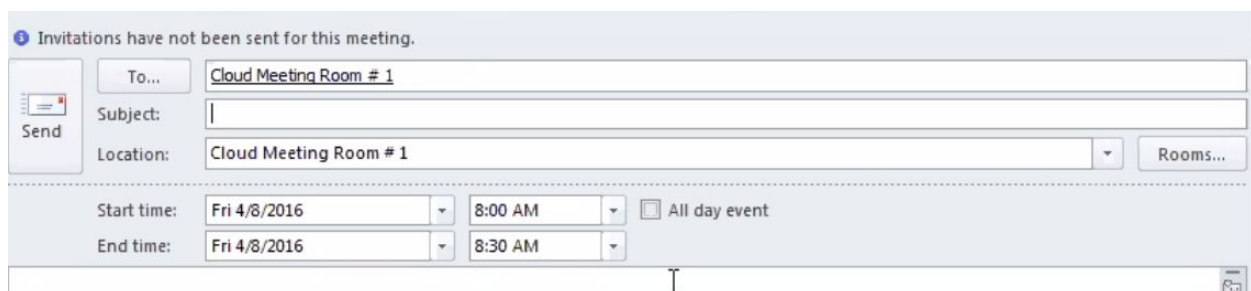 Invitations have not been sent for this meeting.
Send
To... Cloud Meeting Room # 1
Subject:
Location: Cloud Meeting Room # 1 Rooms...
Start time: Fri 4/8/2016 8:00 AM All day event
End time: Fri 4/8/2016 8:30 AM